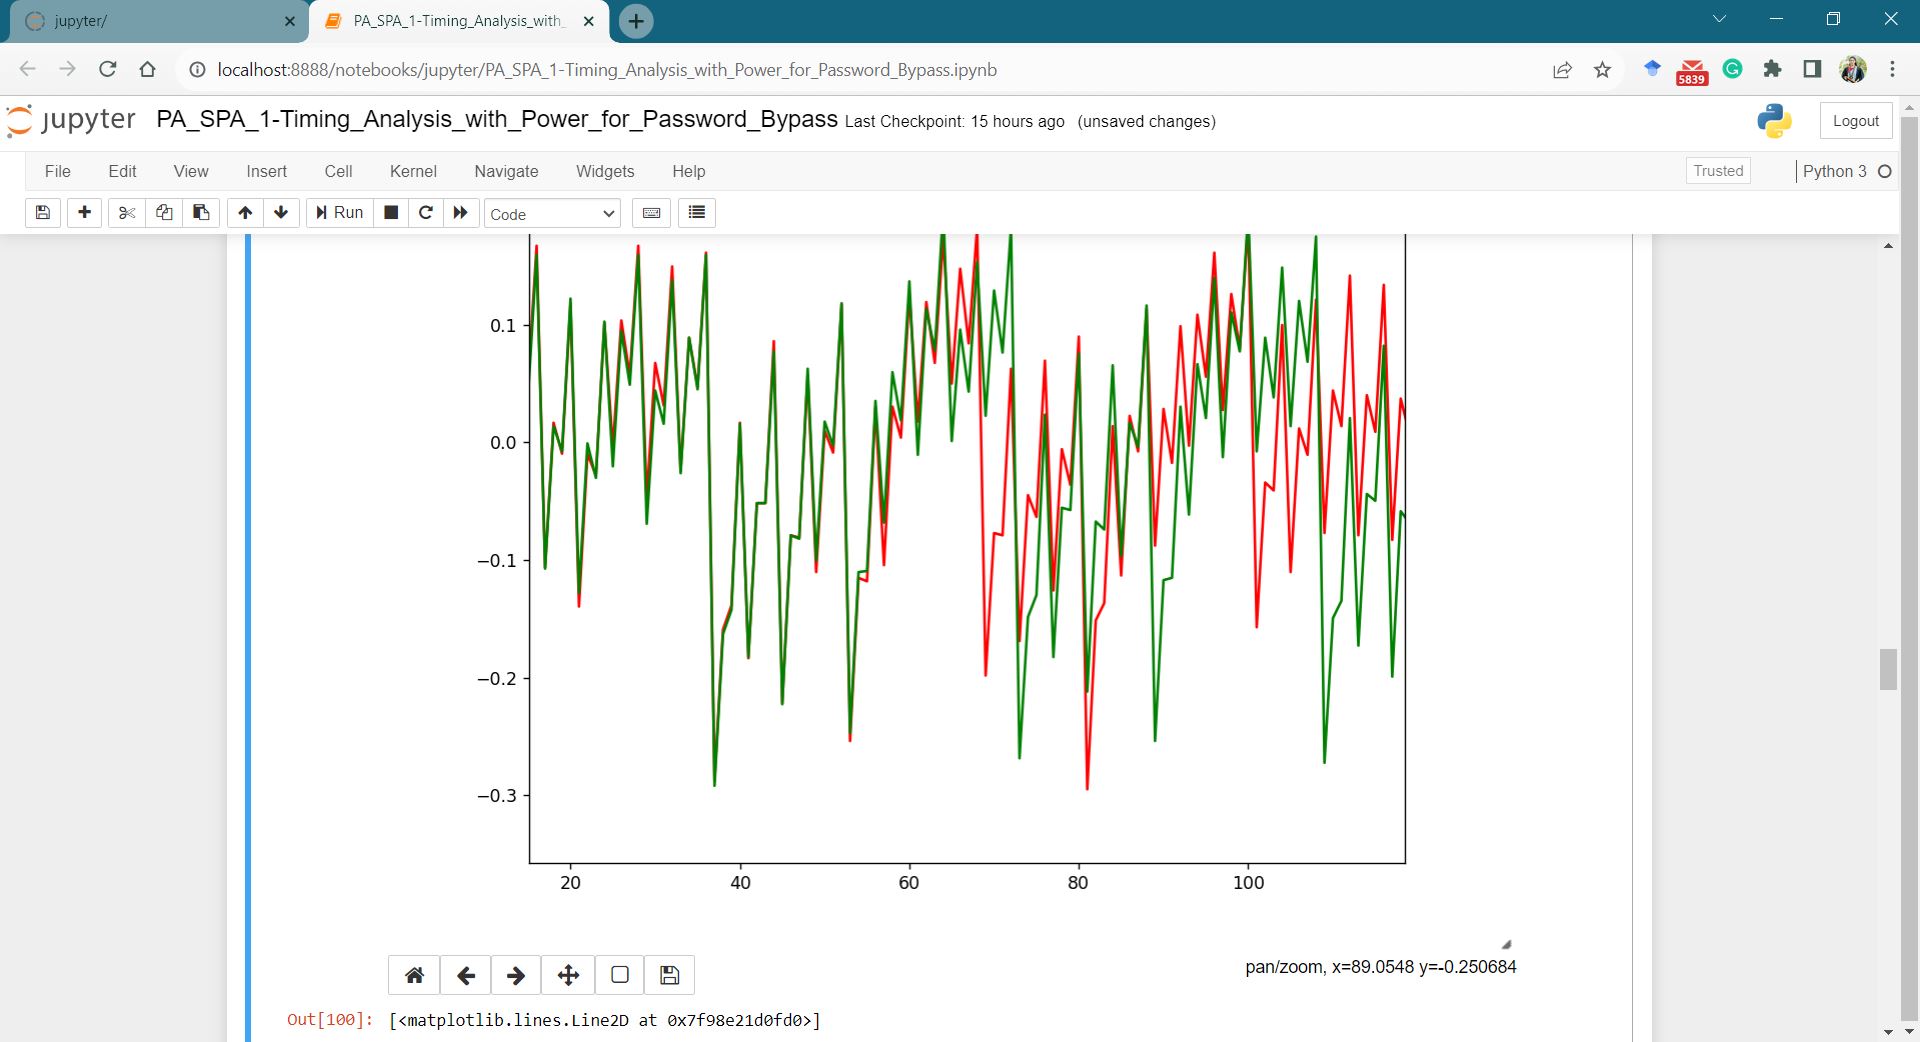 jupyter/
PA_SPA_1-Timing_Analysis_with_
localhost:8888/notebooks/jupyter/PA_SPA_1-Timing_Analysis_with_Power_for_Password_Bypass.ipynb
5839
jupyter PA_SPA_1-Timing_Analysis_with_Power_for_Password_Bypass Last Checkpoint: 15 hours ago (unsaved changes)
Logout
File Edit View Insert Cell Kernel Navigate Widgets Help
Trusted Python 3
Run Code
0.1
0.0
−0.1
−0.2
−0.3
20 40 60 80 100
pan/zoom, x=89.0548 y=-0.250684
Out[100]: [<matplotlib.lines.Line2D at 0x7f98e21d0fd0>]